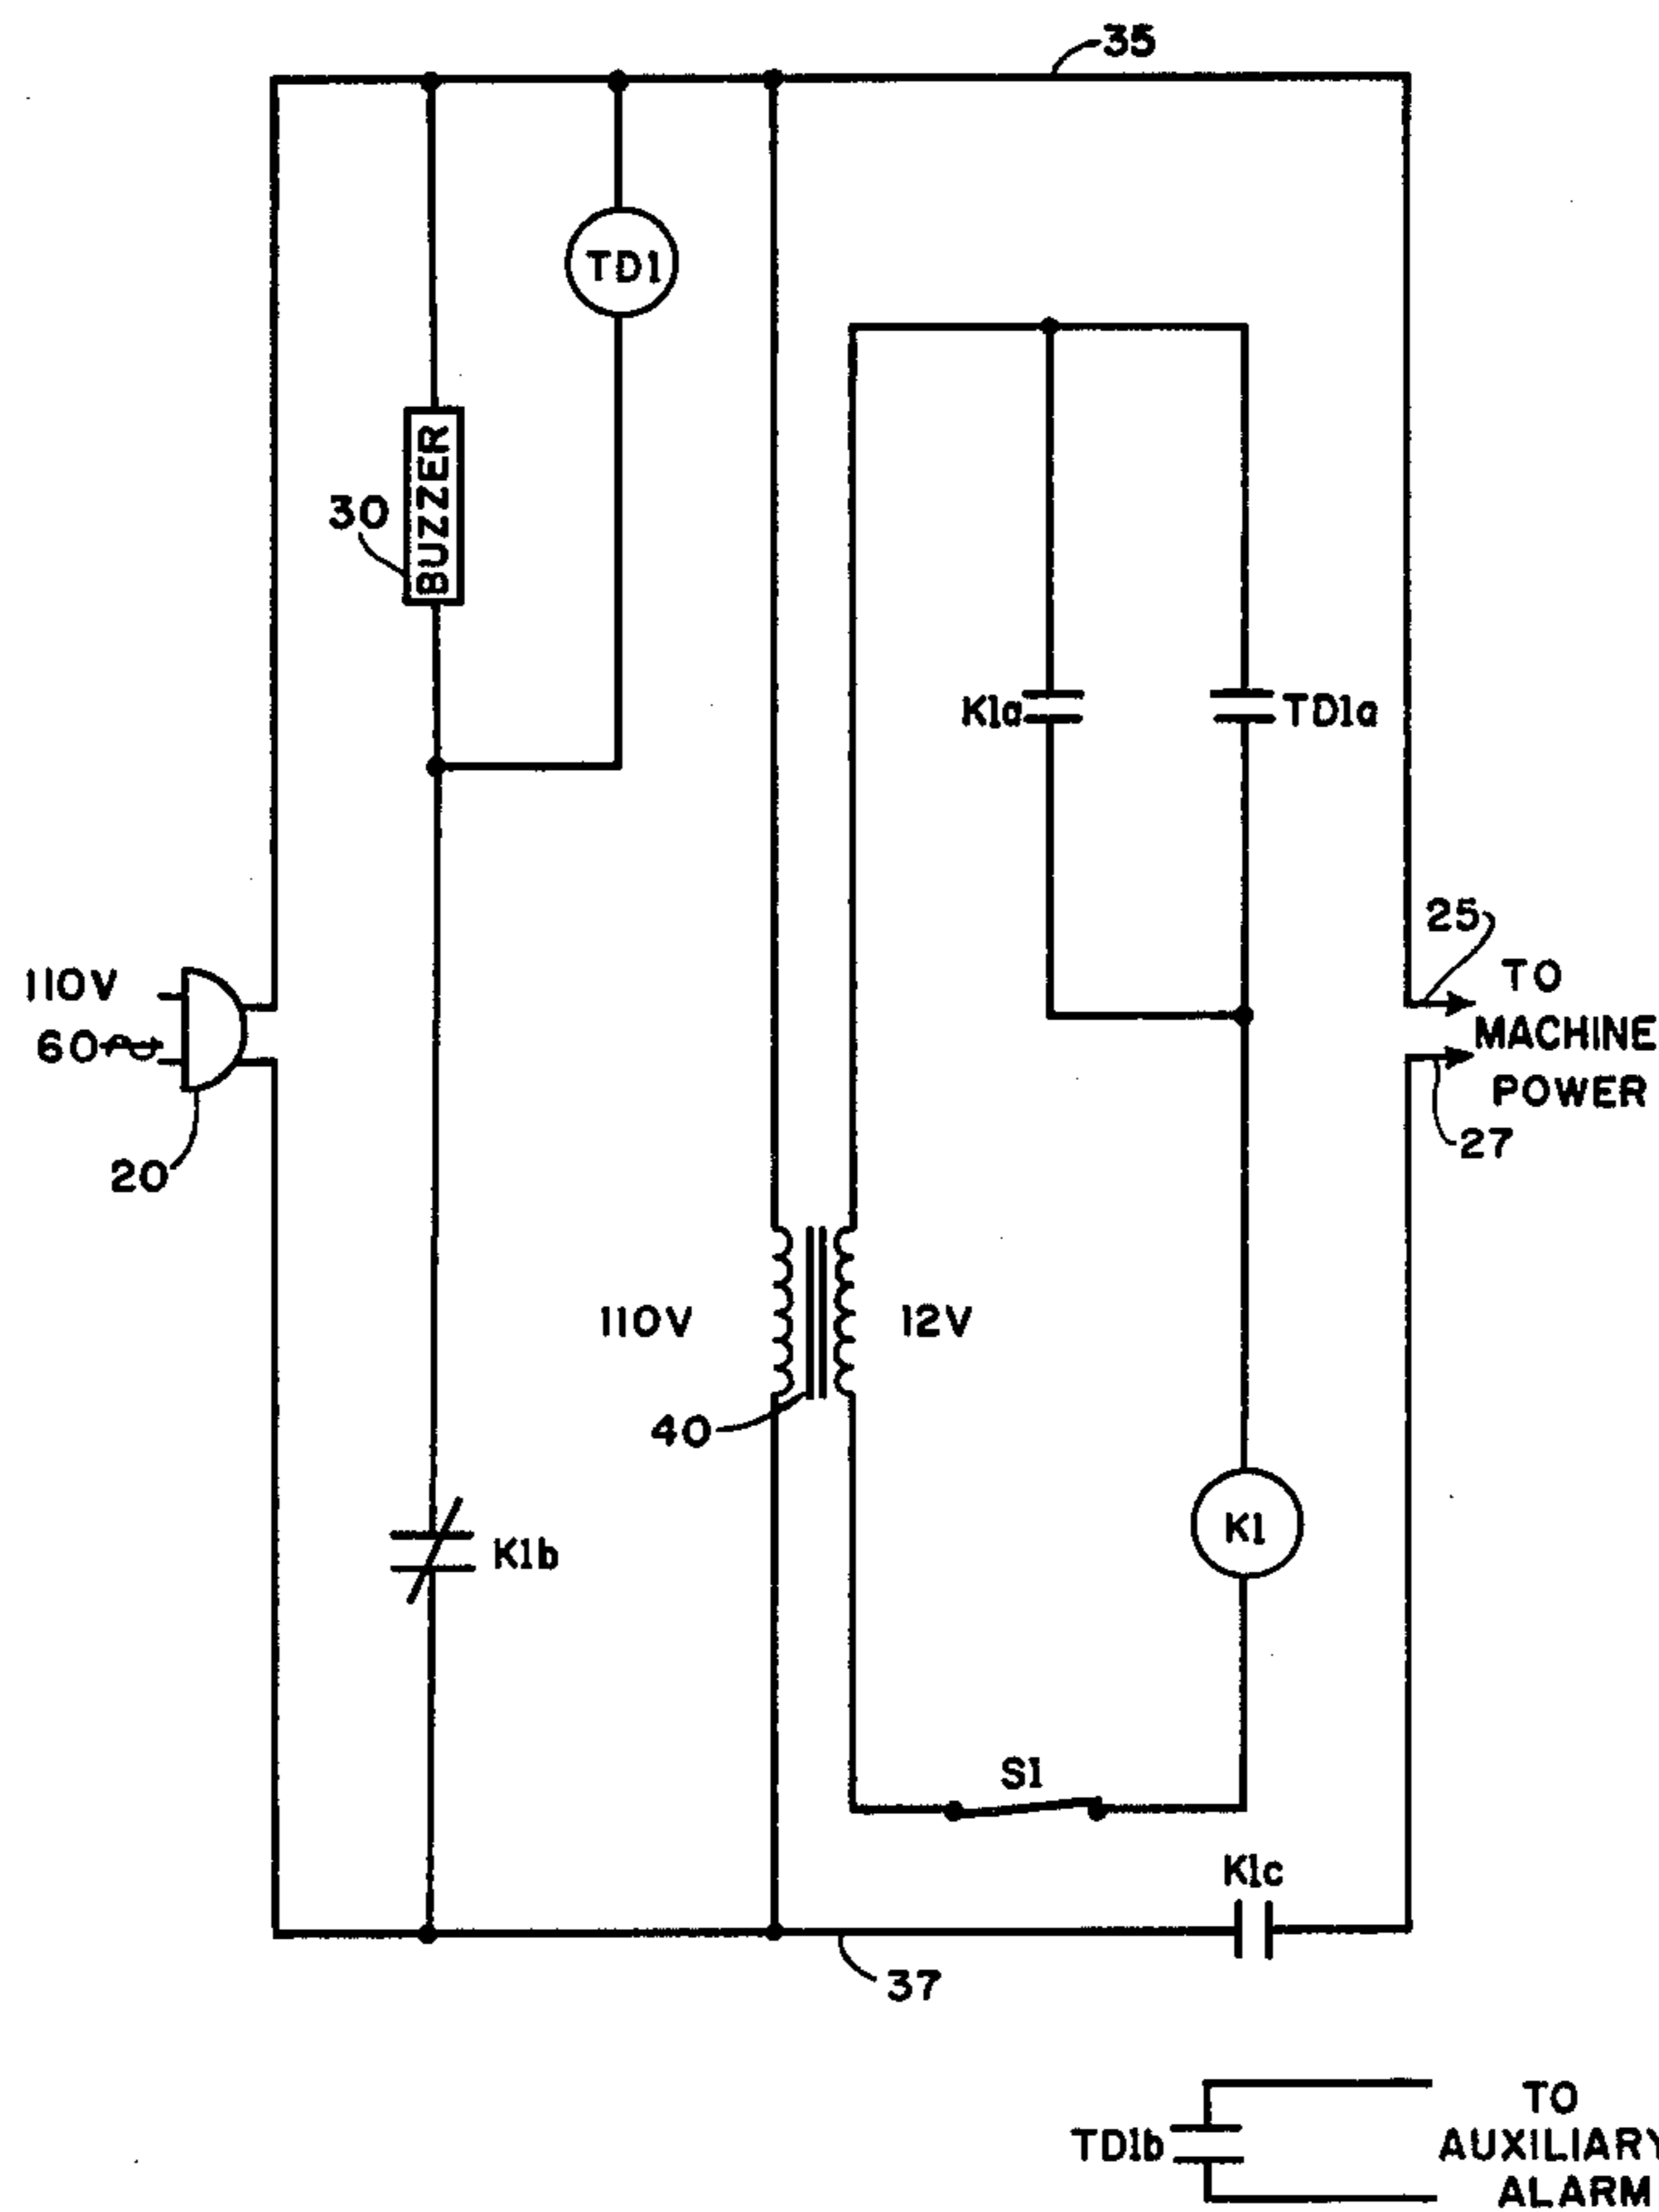 35
TD1
BUZZER
30
K1a
TD1a
25
TO
MACHINE
POWER
27
110V
60
20
110V
12V
40
K1b
K1
S1
K1c
37
TD1b
TO
AUXILIARY
ALARM